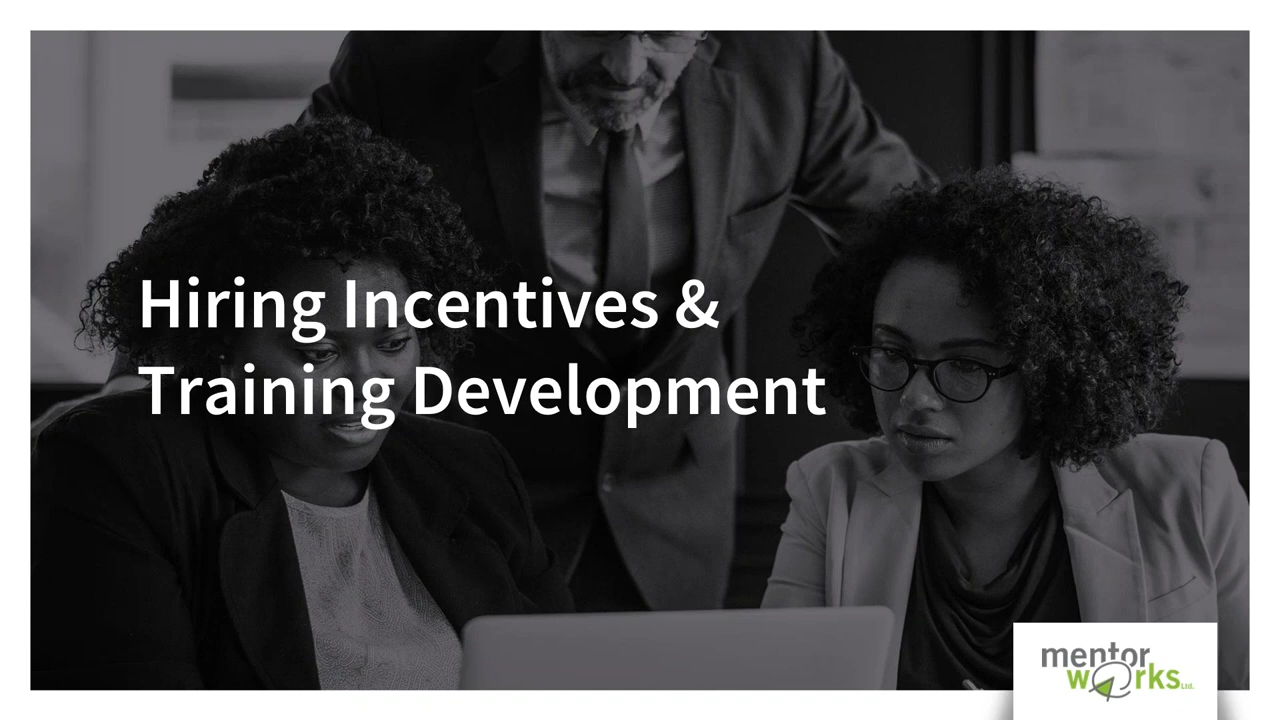 Hiring Incentives &
Training Development
mentor
works Ltd.